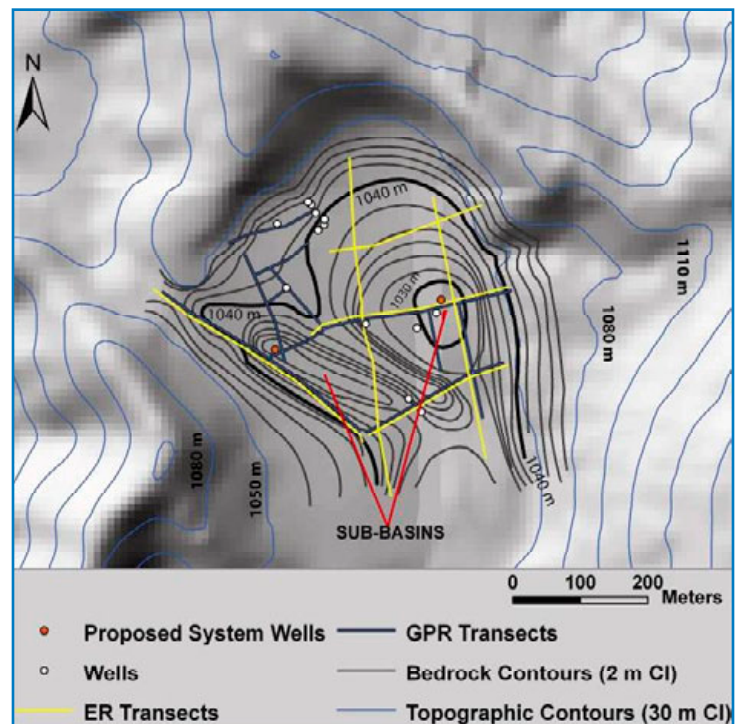 N
1040 m
1030 m
1040 m
1110 m
1080 m
1080 m
1050 m
1040 m
SUB-BASINS
0 100 200
Meters
Proposed System Wells
GPR Transects
Wells
Bedrock Contours (2 m CI)
ER Transects
Topographic Contours (30 m CI)